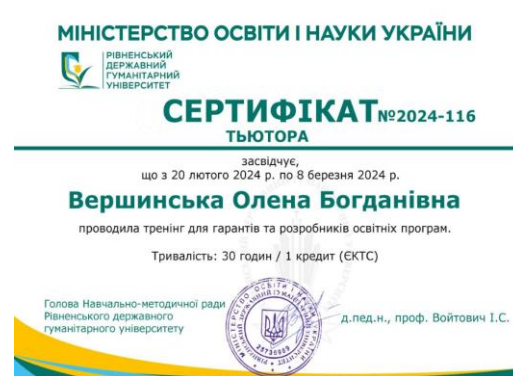 МІНІСТЕРСТВО ОСВІТИ І НАУКИ УКРАЇНИ
РІВНЕНСЬКИЙ
ДЕРЖАВНИЙ
ГУМАНІТАРНИЙ
УНІВЕРСИТЕТ
СЕРТИФІКАТ№2024-116
ТЬЮТОРА
засвідчує,
що з 20 лютого 2024 р. по 8 березня 2024 р.
Вершинська Олена Богданівна
проводила тренінг для гарантів та розробників освітніх програм.
Тривалість: 30 годин / 1 кредит (ЄКТС)
Голова Навчально-методичної ради
Рівненського державного
гуманітарного університету
д.пед.н., проф. Войтович І.С.